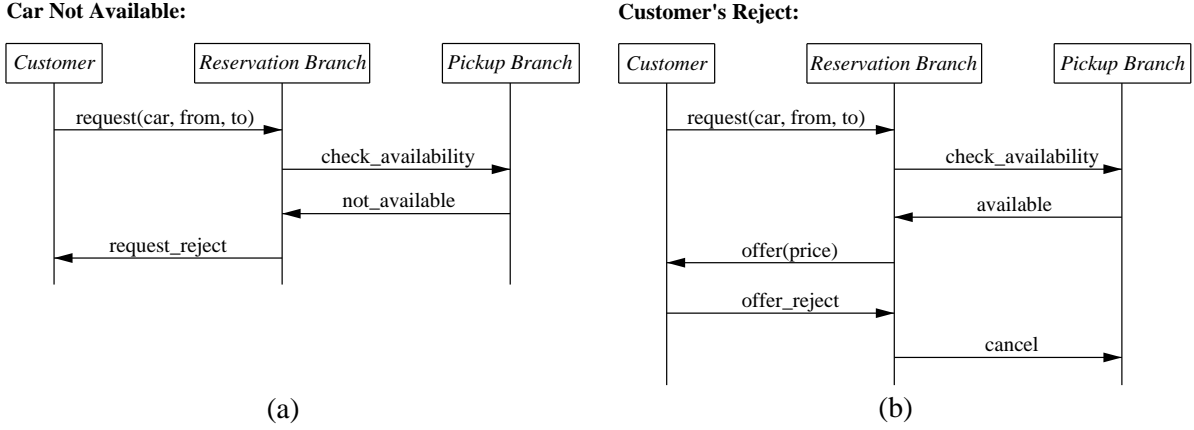 Car Not Available:
Customer
Reservation Branch
Pickup Branch
request(car, from, to)
check_availability
not_available
request_reject
(a)
Customer's Reject:
Customer
Reservation Branch
Pickup Branch
request(car, from, to)
check_availability
available
offer(price)
offer_reject
cancel
(b)